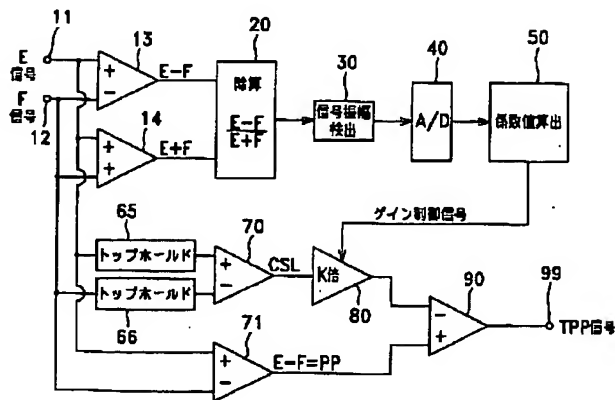 11
E
信号
F
信号
12
13
+
-
E-F
14
+
+
E+F
20
除算
E-F
E+F
30
信号振幅
検出
40
A/D
50
係数値算出
ゲイン制御信号
65
トップホールド
トップホールド
66
70
+
-
CSL
K倍
80
71
+
-
E-F=PP
90
-
+
99
TPP信号